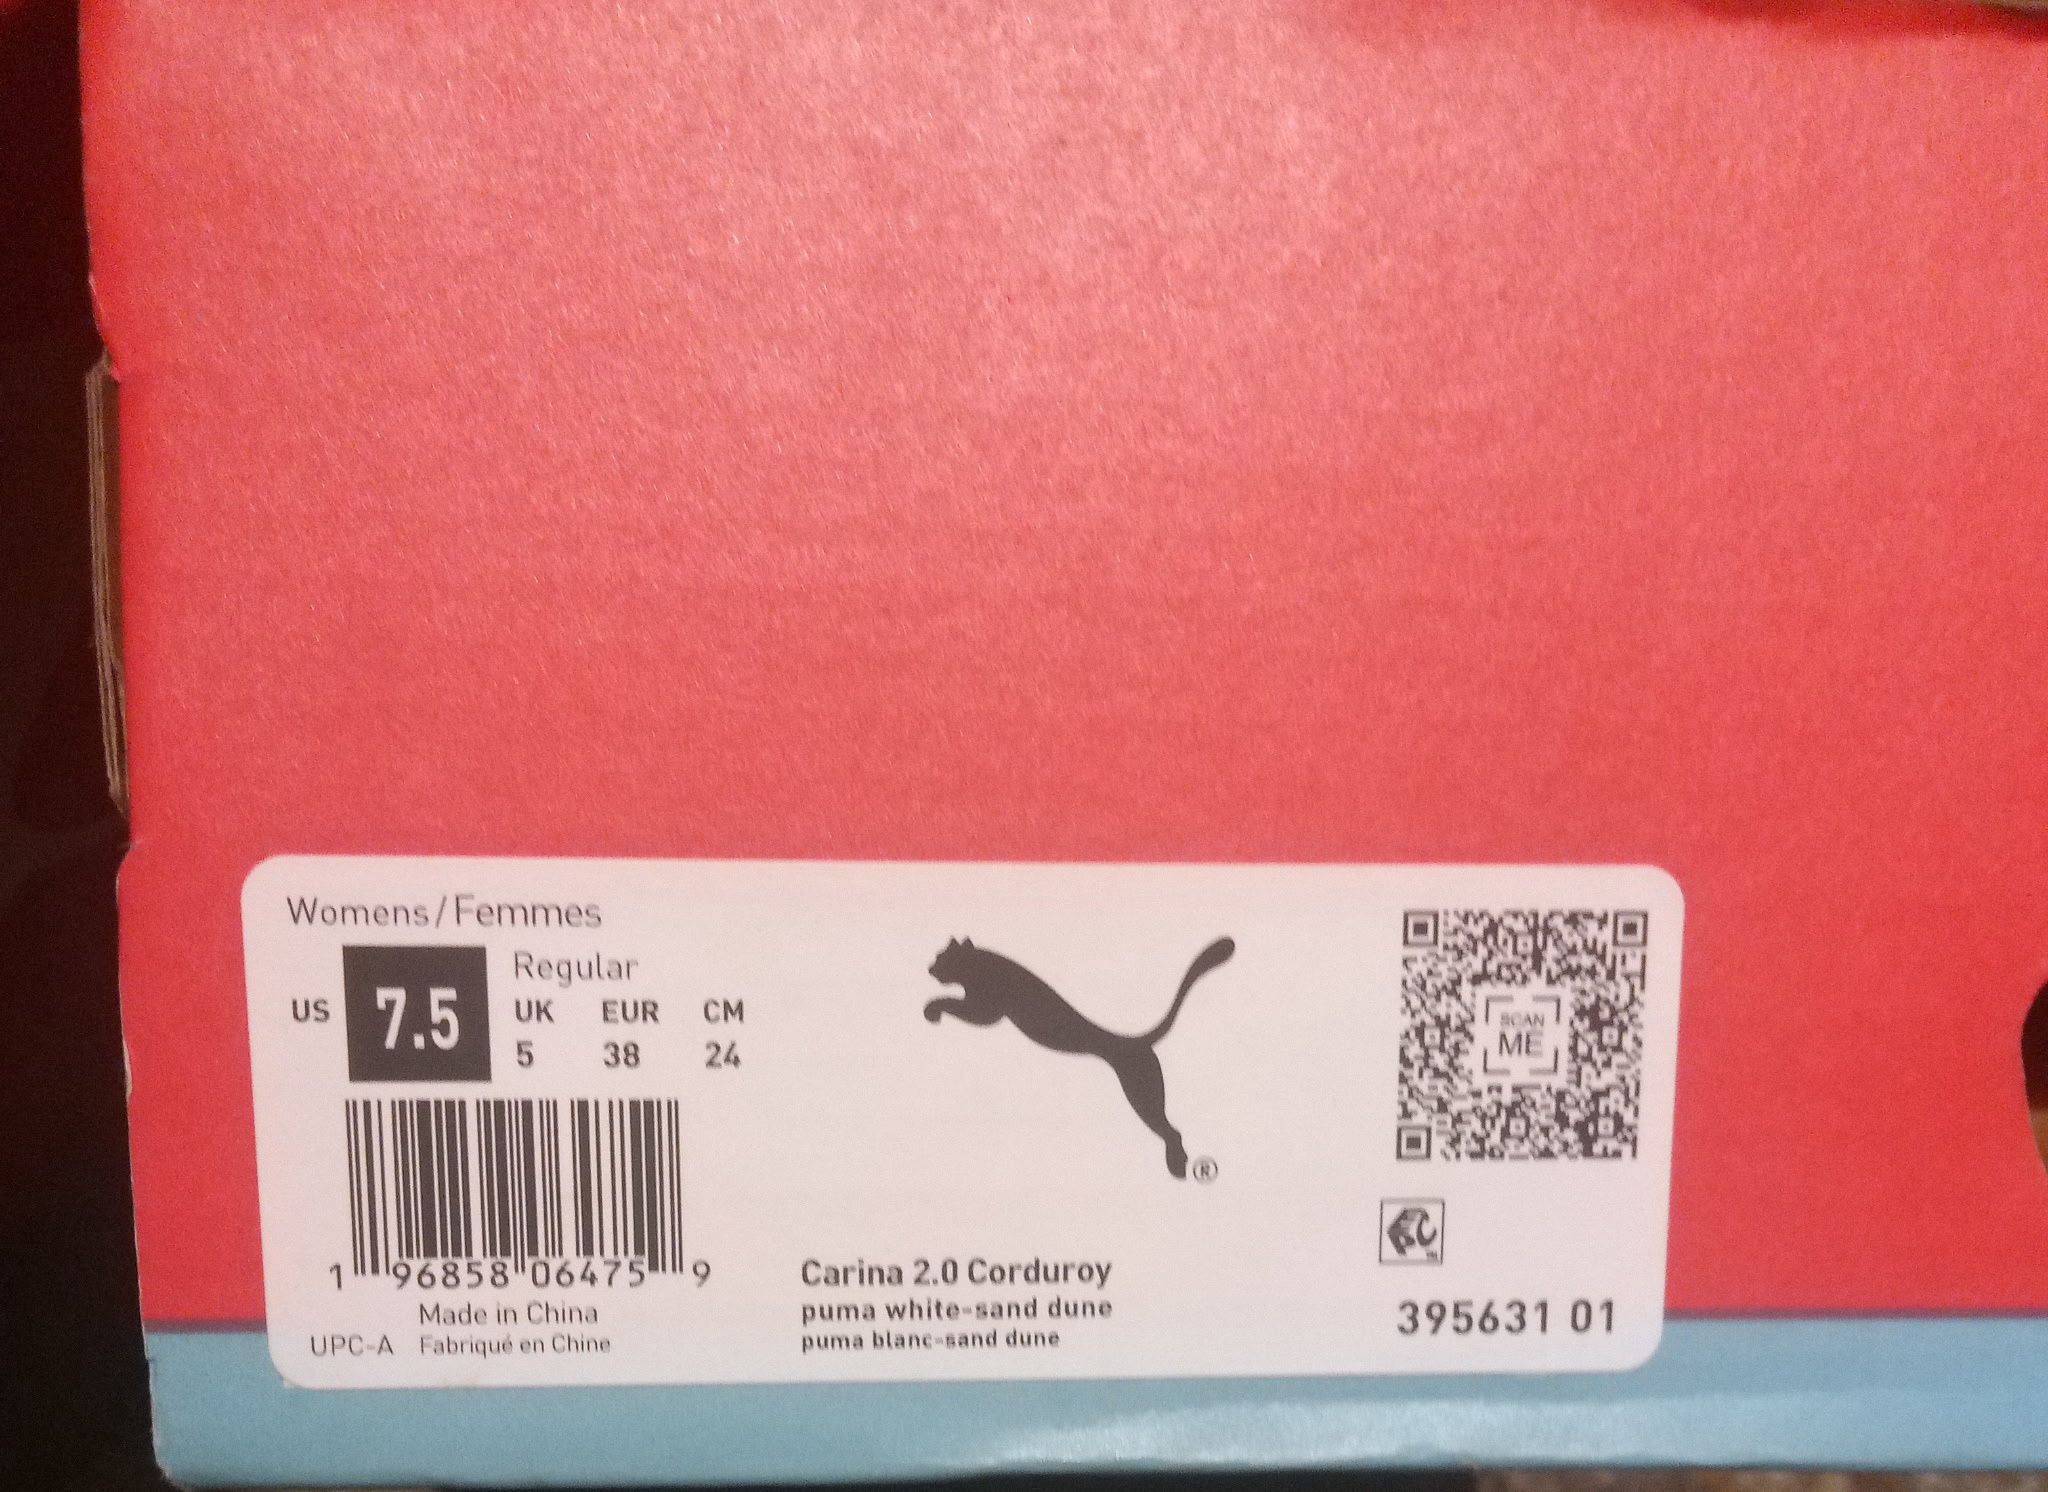 Womens/Femmes
US 7.5
Regular
UK EUR CM
5 38 24
1 96858 06475 9
Made in China
UPC-A Fabriqué en Chine
®
Carina 2.0 Corduroy
puma white-sand dune
puma blanc-sand dune
SCAN
ME
395631 01